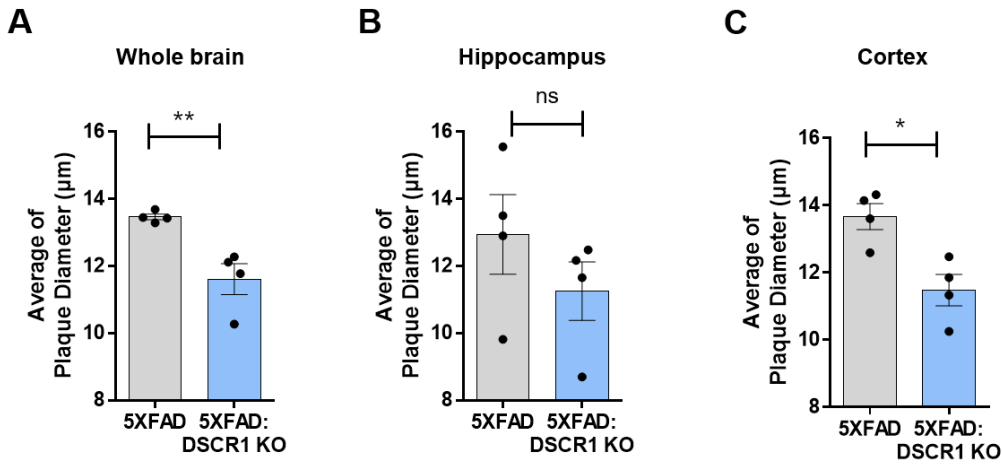 A
Whole brain
**
16
14
12
10
8
Average of
Plaque Diameter (µm)
5XFAD
5XFAD:
DSCR1 KO
B
Hippocampus
ns
16
14
12
10
8
Average of
Plaque Diameter (µm)
5XFAD
5XFAD:
DSCR1 KO
C
Cortex
*
16
14
12
10
8
Average of
Plaque Diameter (µm)
5XFAD
5XFAD:
DSCR1 KO